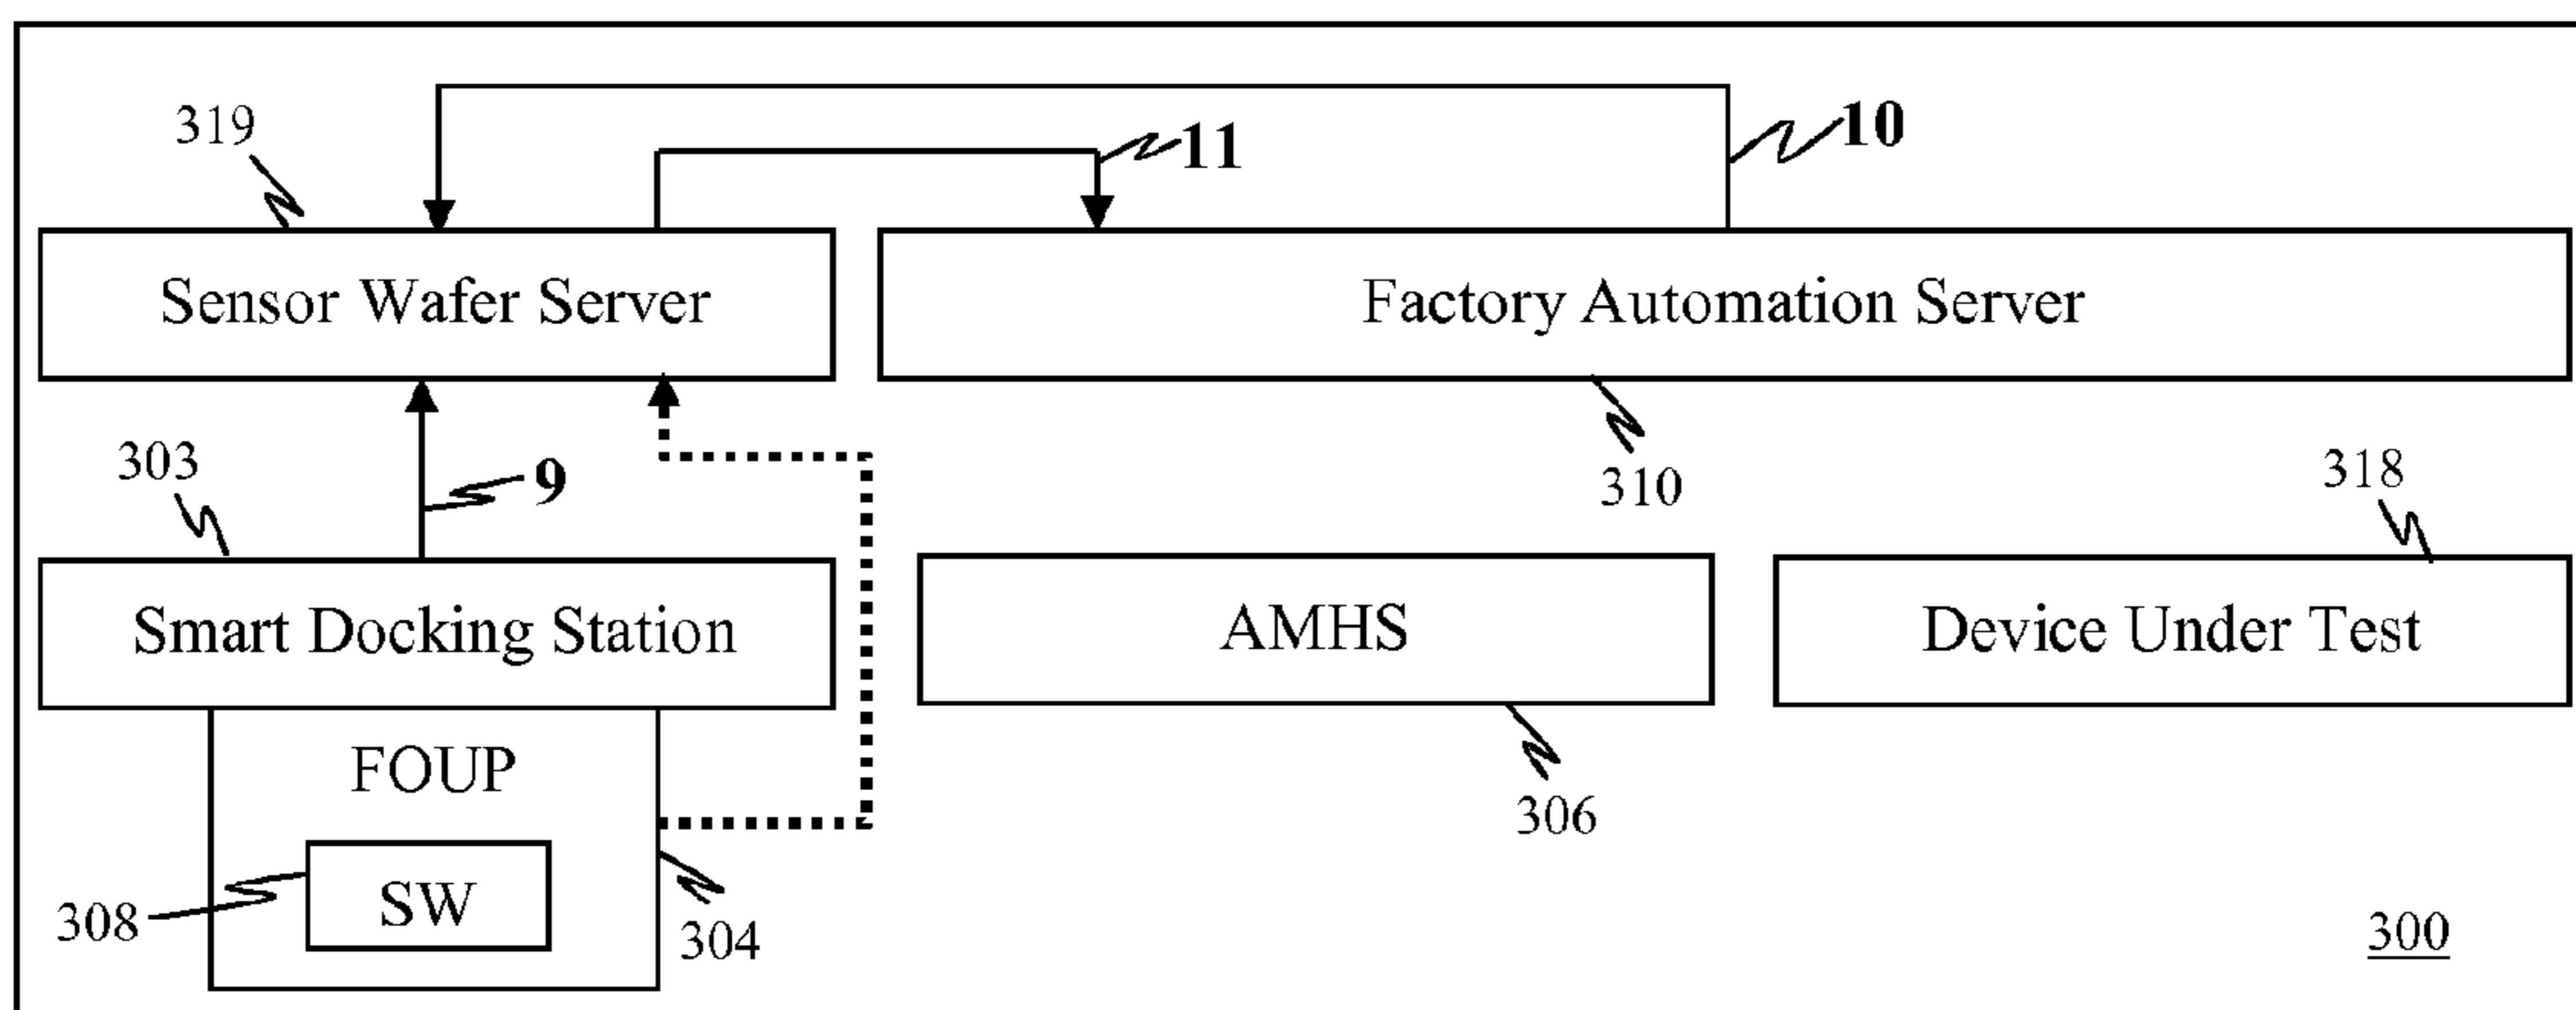 319
11
10
Sensor Wafer Server
Factory Automation Server
303
9
310
318
Smart Docking Station
AMHS
Device Under Test
FOUP
306
308
SW
304
300